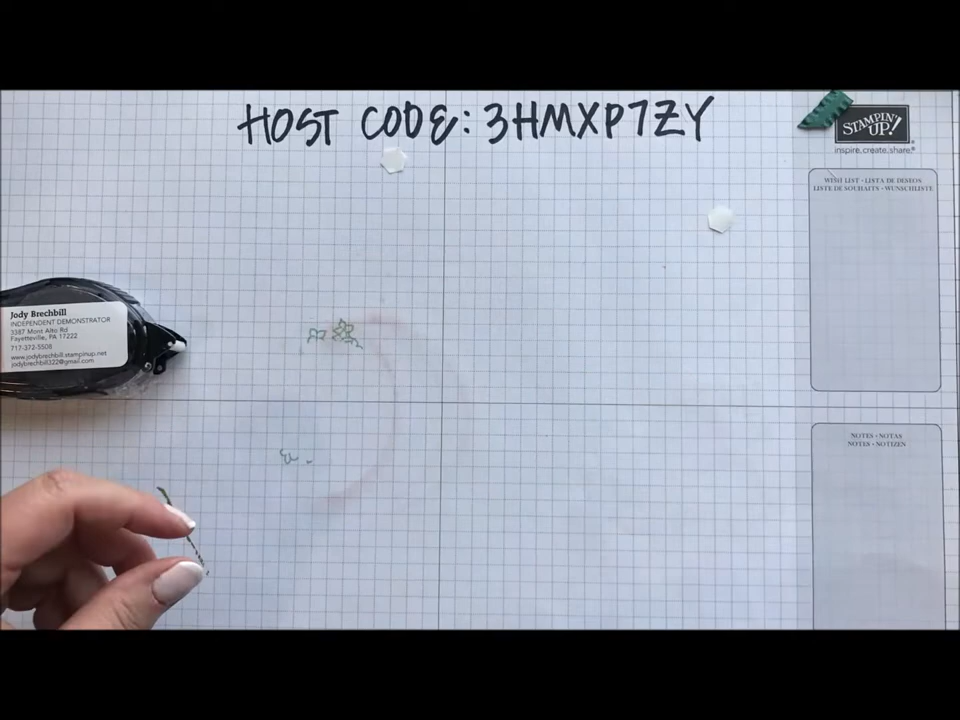 HOST CODE: 3HMXP7ZY
STAMPIN' UP!®
inspire.create.share.®
WISH LIST • LISTA DE DESEOS
LISTE DE SOUHAITS • WUNSCHLISTE
Jody Brechbill
INDEPENDENT DEMONSTRATOR
3387 Mont Alto Rd
Fayetteville, PA 17222
717-372-5508
www.jodybrechbill.stampinup.net
jodybrechbill322@gmail.com
NOTES • NOTAS
NOTES • NOTIZEN